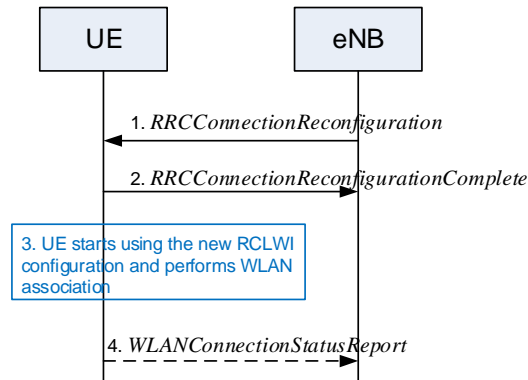 UE
eNB
1. RRCConnectionReconfiguration
2. RRCConnectionReconfigurationComplete
3. UE starts using the new RCLWI
configuration and performs WLAN
association
4. WLANConnectionStatusReport